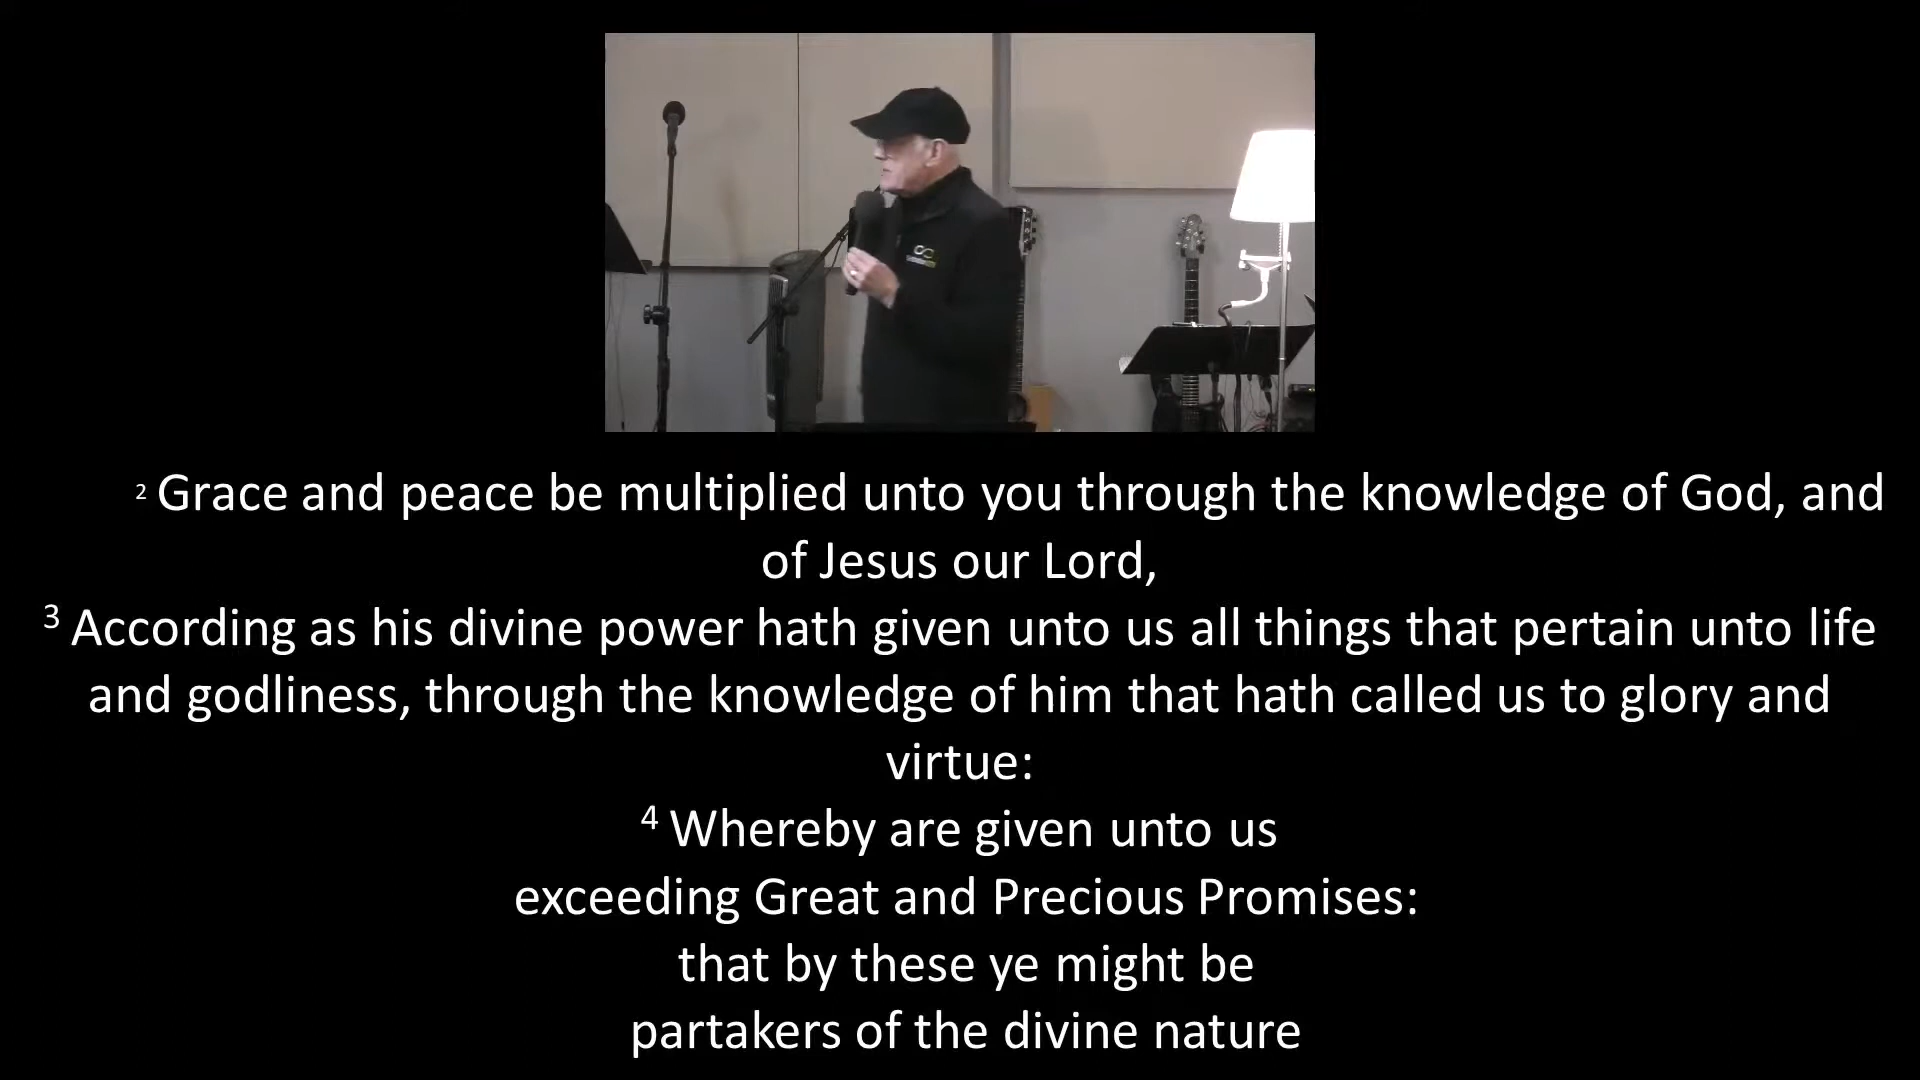 ² Grace and peace be multiplied unto you through the knowledge of God, and
of Jesus our Lord,
³ According as his divine power hath given unto us all things that pertain unto life
and godliness, through the knowledge of him that hath called us to glory and
virtue:
⁴ Whereby are given unto us
exceeding Great and Precious Promises:
that by these ye might be
partakers of the divine nature